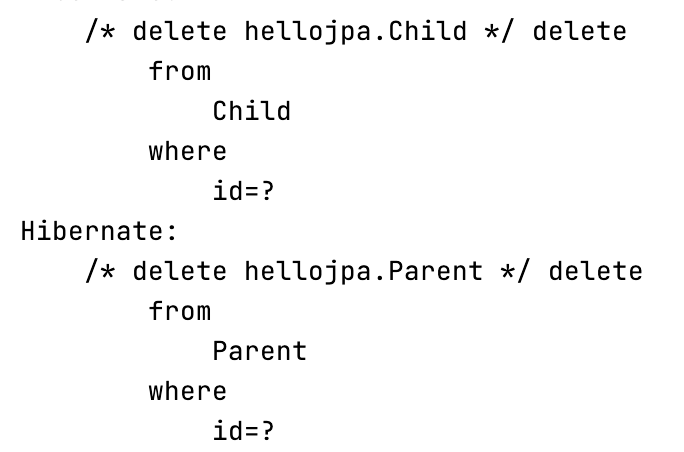 /* delete hellojpa.Child */ delete
from
Child
where
id=?
Hibernate:
/* delete hellojpa.Parent */ delete
from
Parent
where
id=?